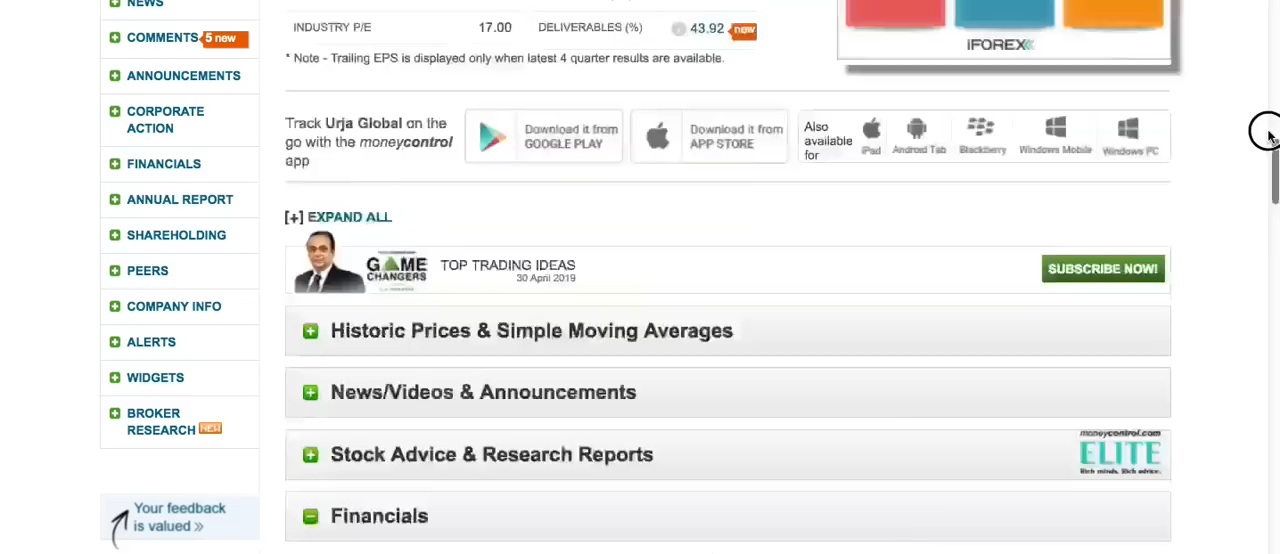 NEWS
COMMENTS 5 new
ANNOUNCEMENTS
CORPORATE
ACTION
FINANCIALS
ANNUAL REPORT
SHAREHOLDING
PEERS
COMPANY INFO
ALERTS
WIDGETS
BROKER
RESEARCH NEW
Your feedback
is valued »
INDUSTRY P/E 17.00 DELIVERABLES (%) 43.92 new
* Note - Trailing EPS is displayed only when latest 4 quarter results are available.
iFOREX
Track Urja Global on the
go with the moneycontrol
app
Download it from
GOOGLE PLAY
Download it from
APP STORE
Also
available
for
iPad
Android Tab
Blackberry
Windows Mobile
Windows PC
[+] EXPAND ALL
GAME
CHANGERS
TOP TRADING IDEAS
30 April 2019
SUBSCRIBE NOW!
Historic Prices & Simple Moving Averages
News/Videos & Announcements
Stock Advice & Research Reports
moneycontrol.com
ELITE
Rich minds. Rich advice.
Financials